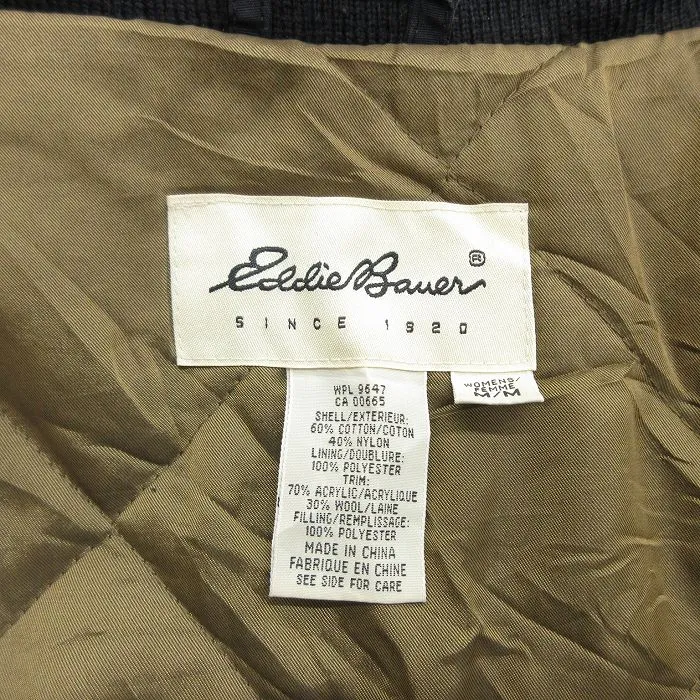 Eddie Bauer®
SINCE 1920
WOMENS/
FEMME
M/M
WPL 9647
CA 00665
SHELL/EXTERIEUR:
60% COTTON/COTON
40% NYLON
LINING/DOUBLURE:
100% POLYESTER
TRIM:
70% ACRYLIC/ACRYLIQUE
30% WOOL/LAINE
FILLING/REMPLISSAGE:
100% POLYESTER
MADE IN CHINA
FABRIQUE EN CHINE
SEE SIDE FOR CARE